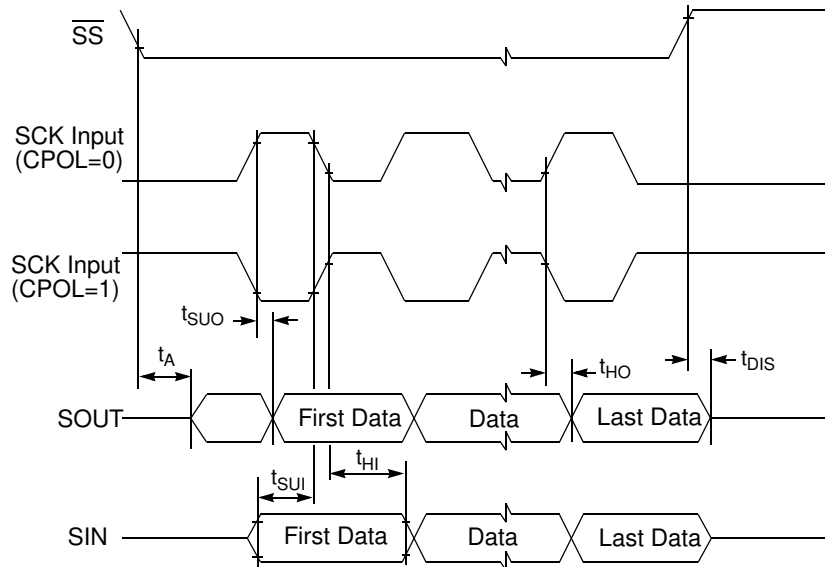 SS
SCK Input
(CPOL=0)
SCK Input
(CPOL=1)
tSUO
tA
tHO
tDIS
SOUT
First Data
Data
Last Data
tSUI
tHI
SIN
First Data
Data
Last Data